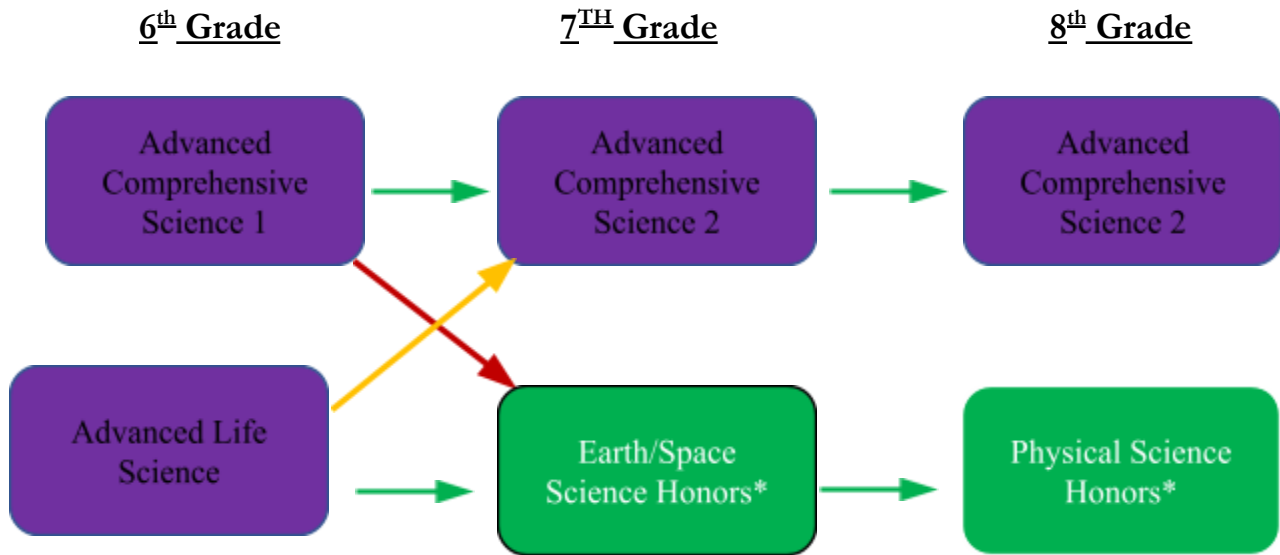 6th Grade
7TH Grade
8th Grade
Advanced
Comprehensive
Science 1
Advanced
Comprehensive
Science 2
Advanced
Comprehensive
Science 2
Advanced Life
Science
Earth/Space
Science Honors*
Physical Science
Honors*